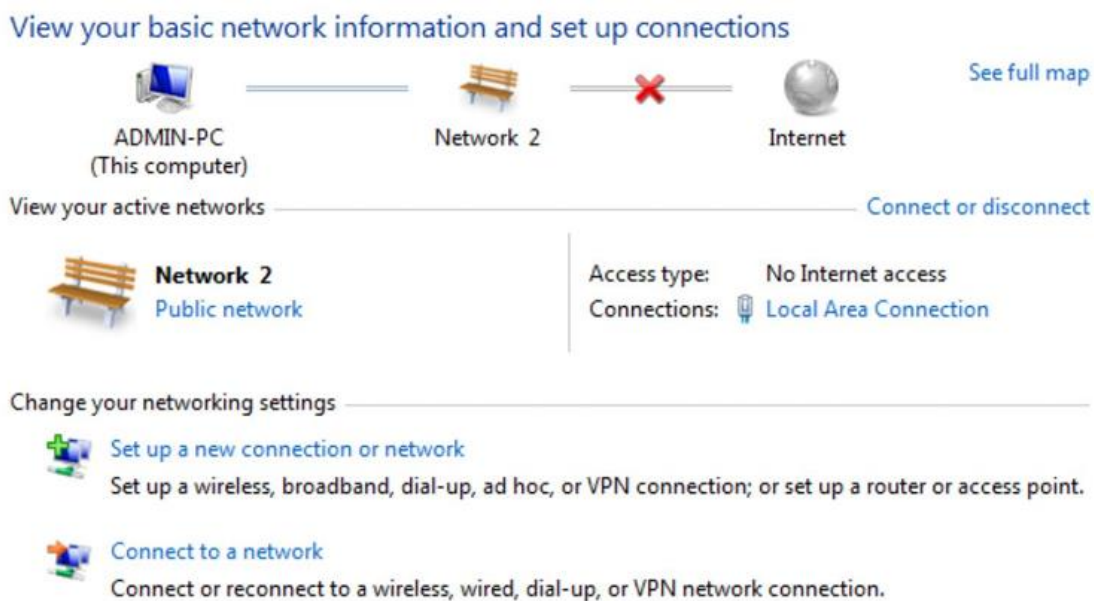 View your basic network information and set up connections
See full map
ADMIN-PC
(This computer)
Network 2
Internet
View your active networks
Connect or disconnect
Network 2
Public network
Access type: No Internet access
Connections: Local Area Connection
Change your networking settings
Set up a new connection or network
Set up a wireless, broadband, dial-up, ad hoc, or VPN connection; or set up a router or access point.
Connect to a network
Connect or reconnect to a wireless, wired, dial-up, or VPN network connection.